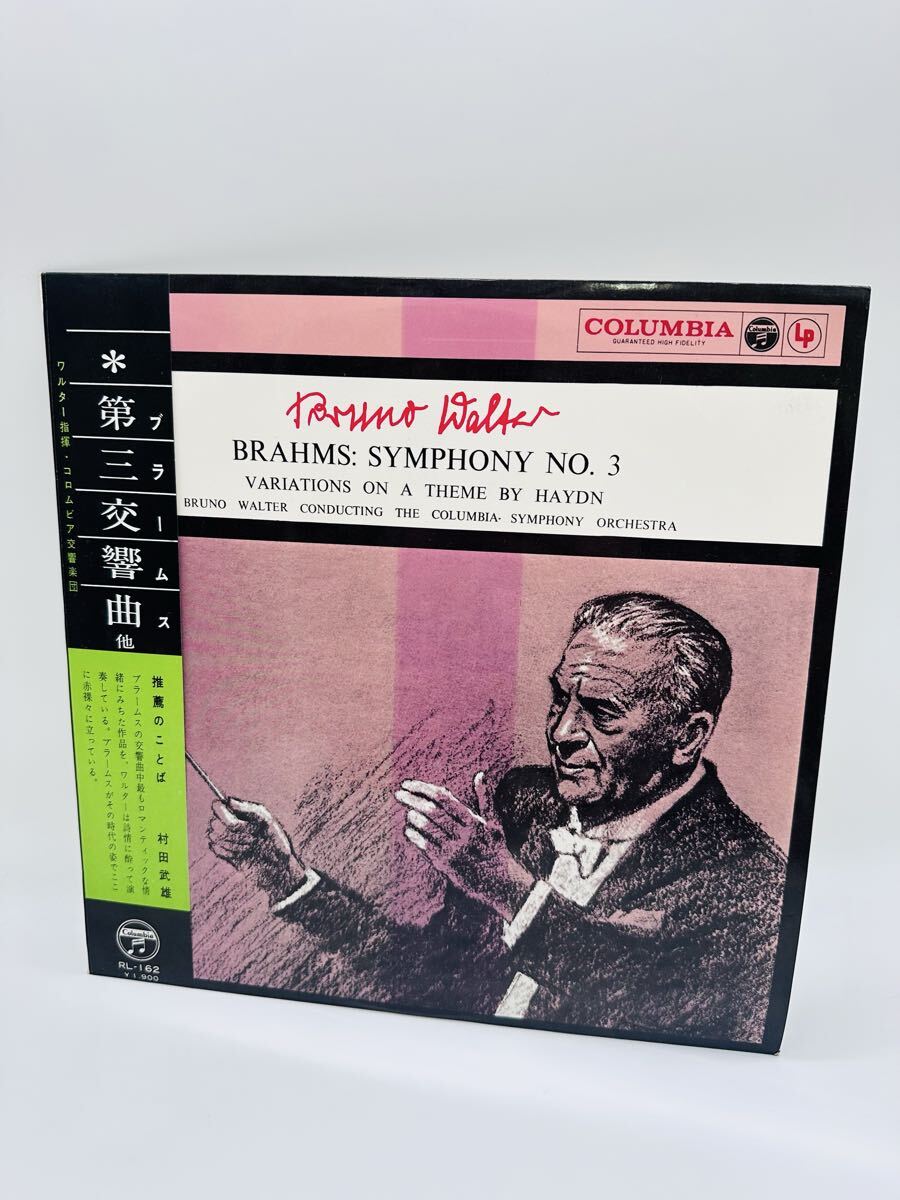 COLUMBIA
GUARANTEED HIGH FIDELITY
Columbia
LP
Bruno Walter
BRAHMS: SYMPHONY NO. 3
VARIATIONS ON A THEME BY HAYDN
BRUNO WALTER CONDUCTING THE COLUMBIA SYMPHONY ORCHESTRA
ブラームス
*第三交響曲他
ワルター指揮・コロムビア交響楽団
推薦のことば 村田武雄
ブラームスの交響曲中最もロマンティックな情
緒にみちた作品を、ワルターは詩情に酔って演
奏している。ブラームスがその時代の姿でここ
に赤裸々に立っている。
Columbia
RL-162
¥1,900